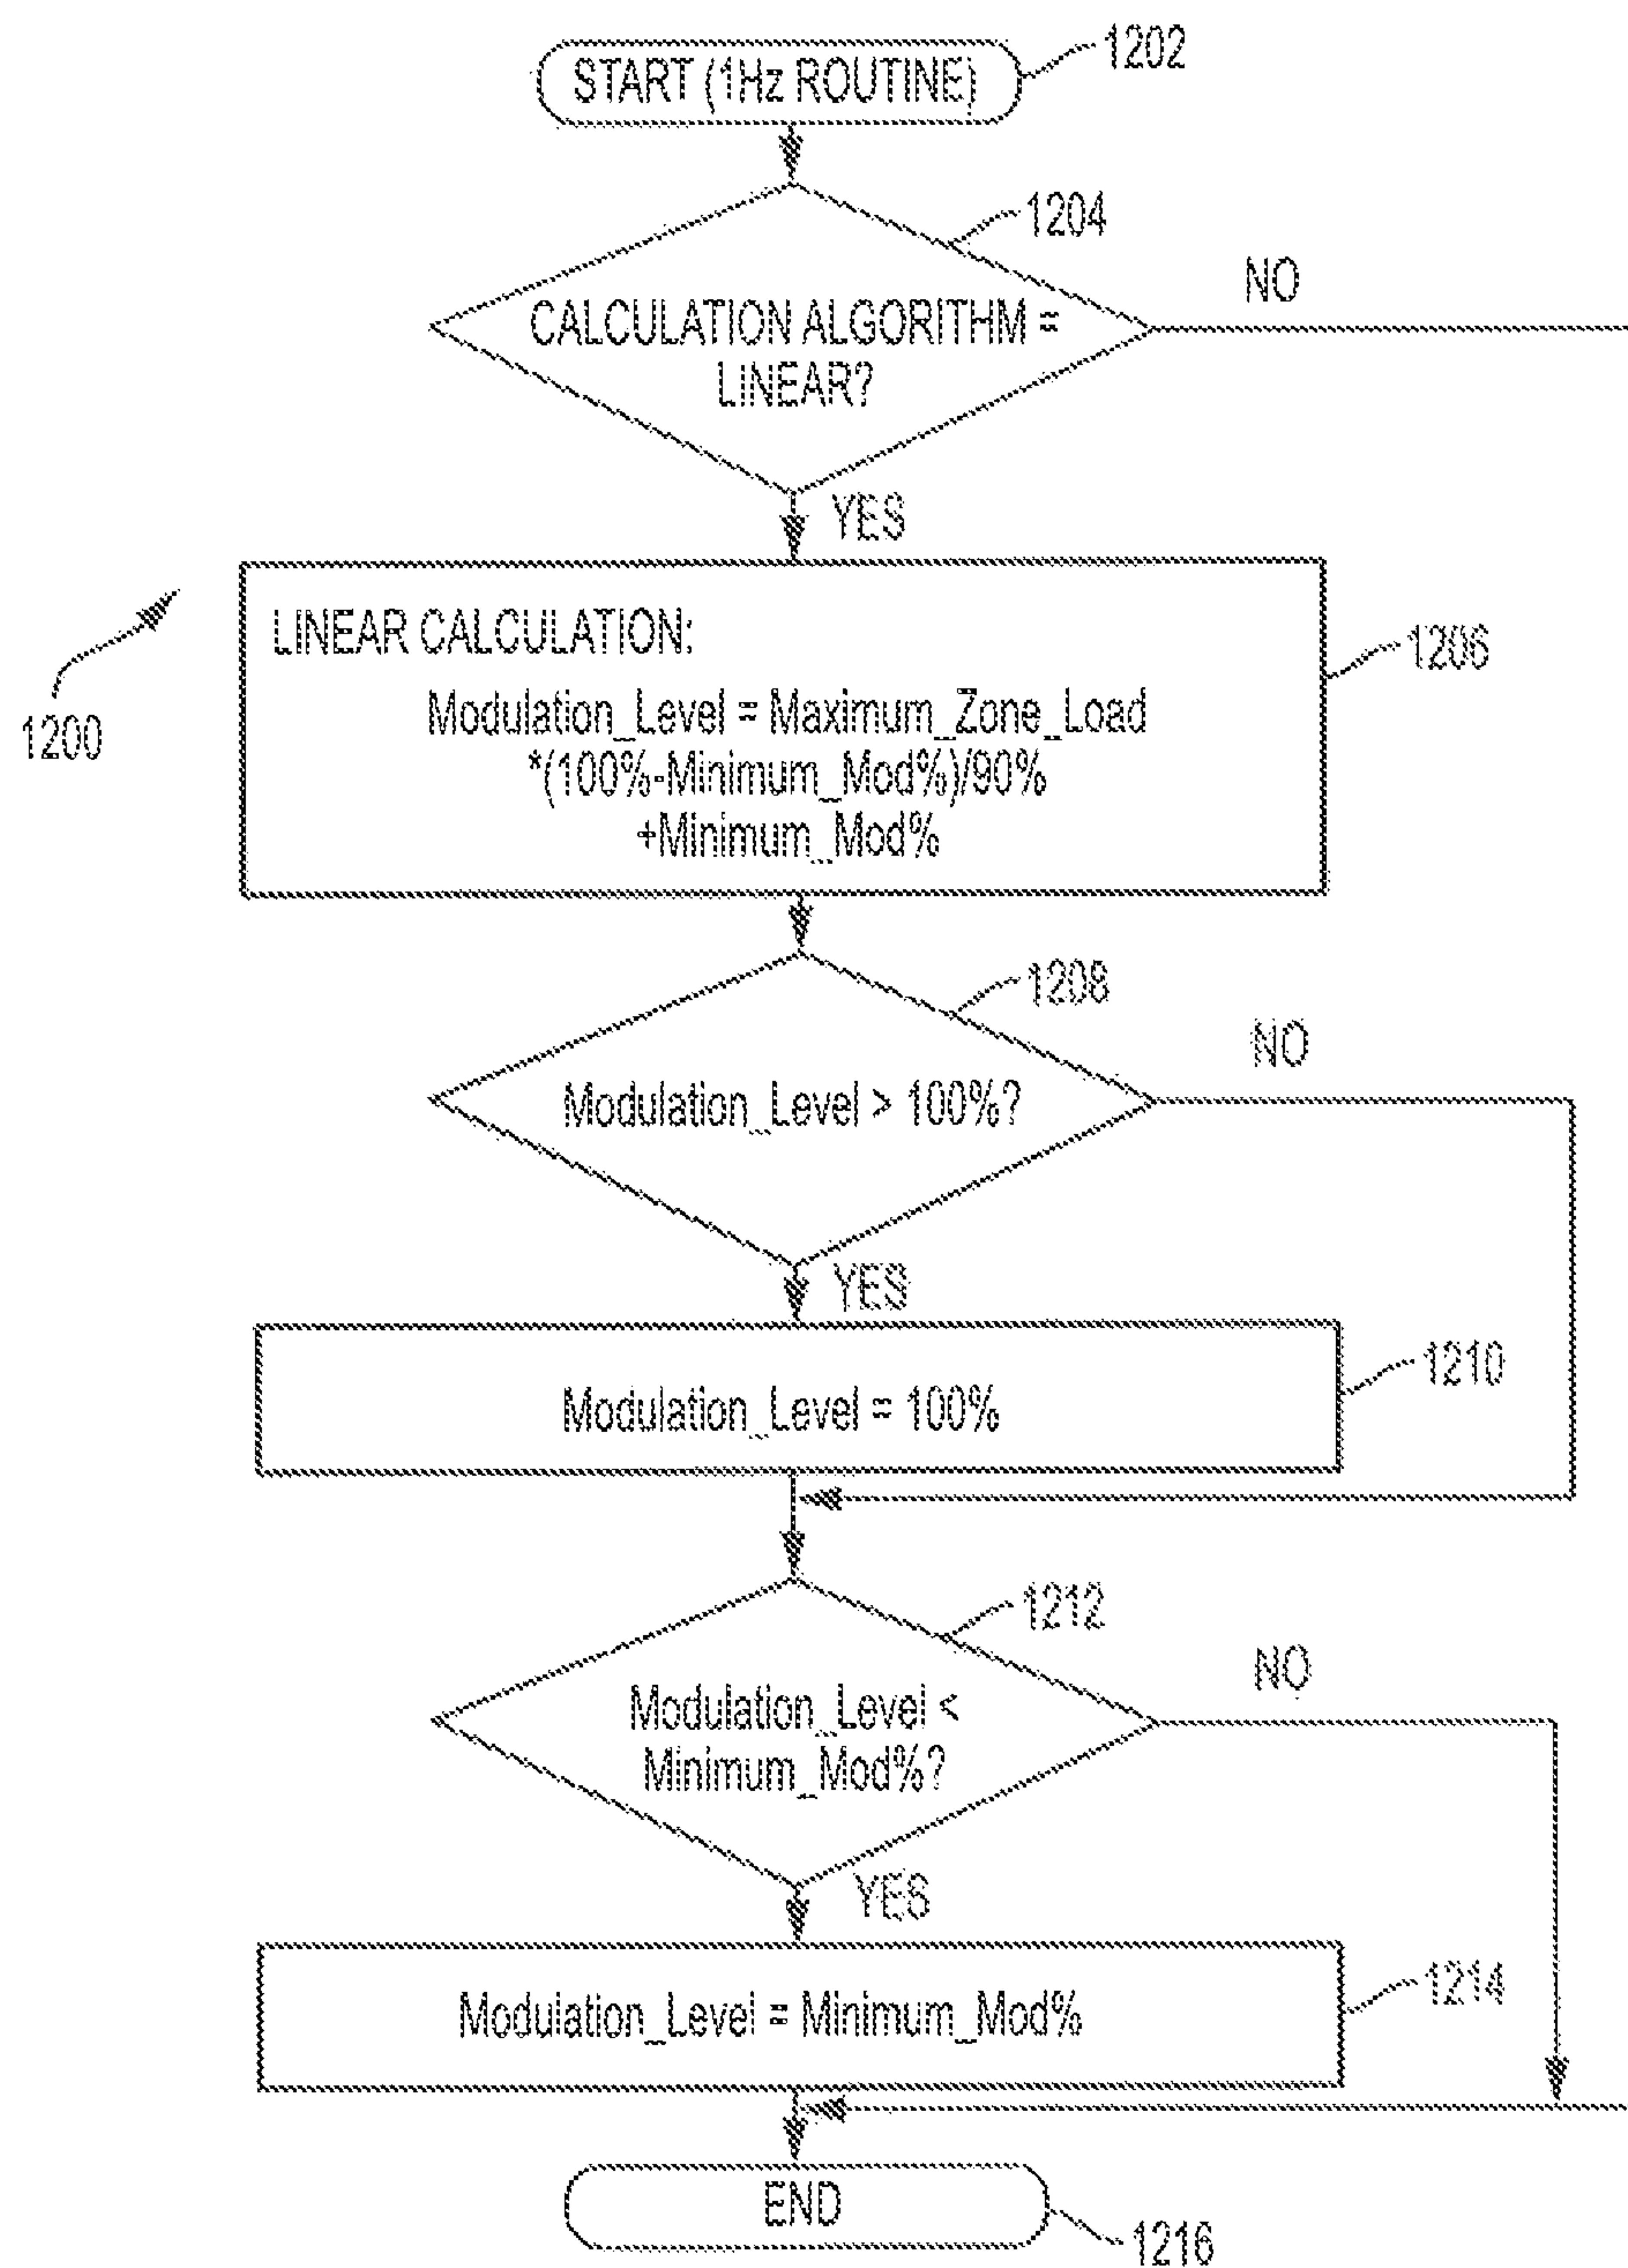 START (1Hz ROUTINE)
1202
1204
CALCULATION ALGORITHM =
LINEAR?
NO
YES
1200
LINEAR CALCULATION:
Modulation_Level = Maximum_Zone_Load
*(100%-Minimum_Mod%)/90%
+Minimum_Mod%
1206
1208
Modulation_Level > 100%?
NO
YES
Modulation_Level = 100%
1210
1212
Modulation_Level <
Minimum_Mod%?
NO
YES
Modulation_Level = Minimum_Mod%
1214
END
1216